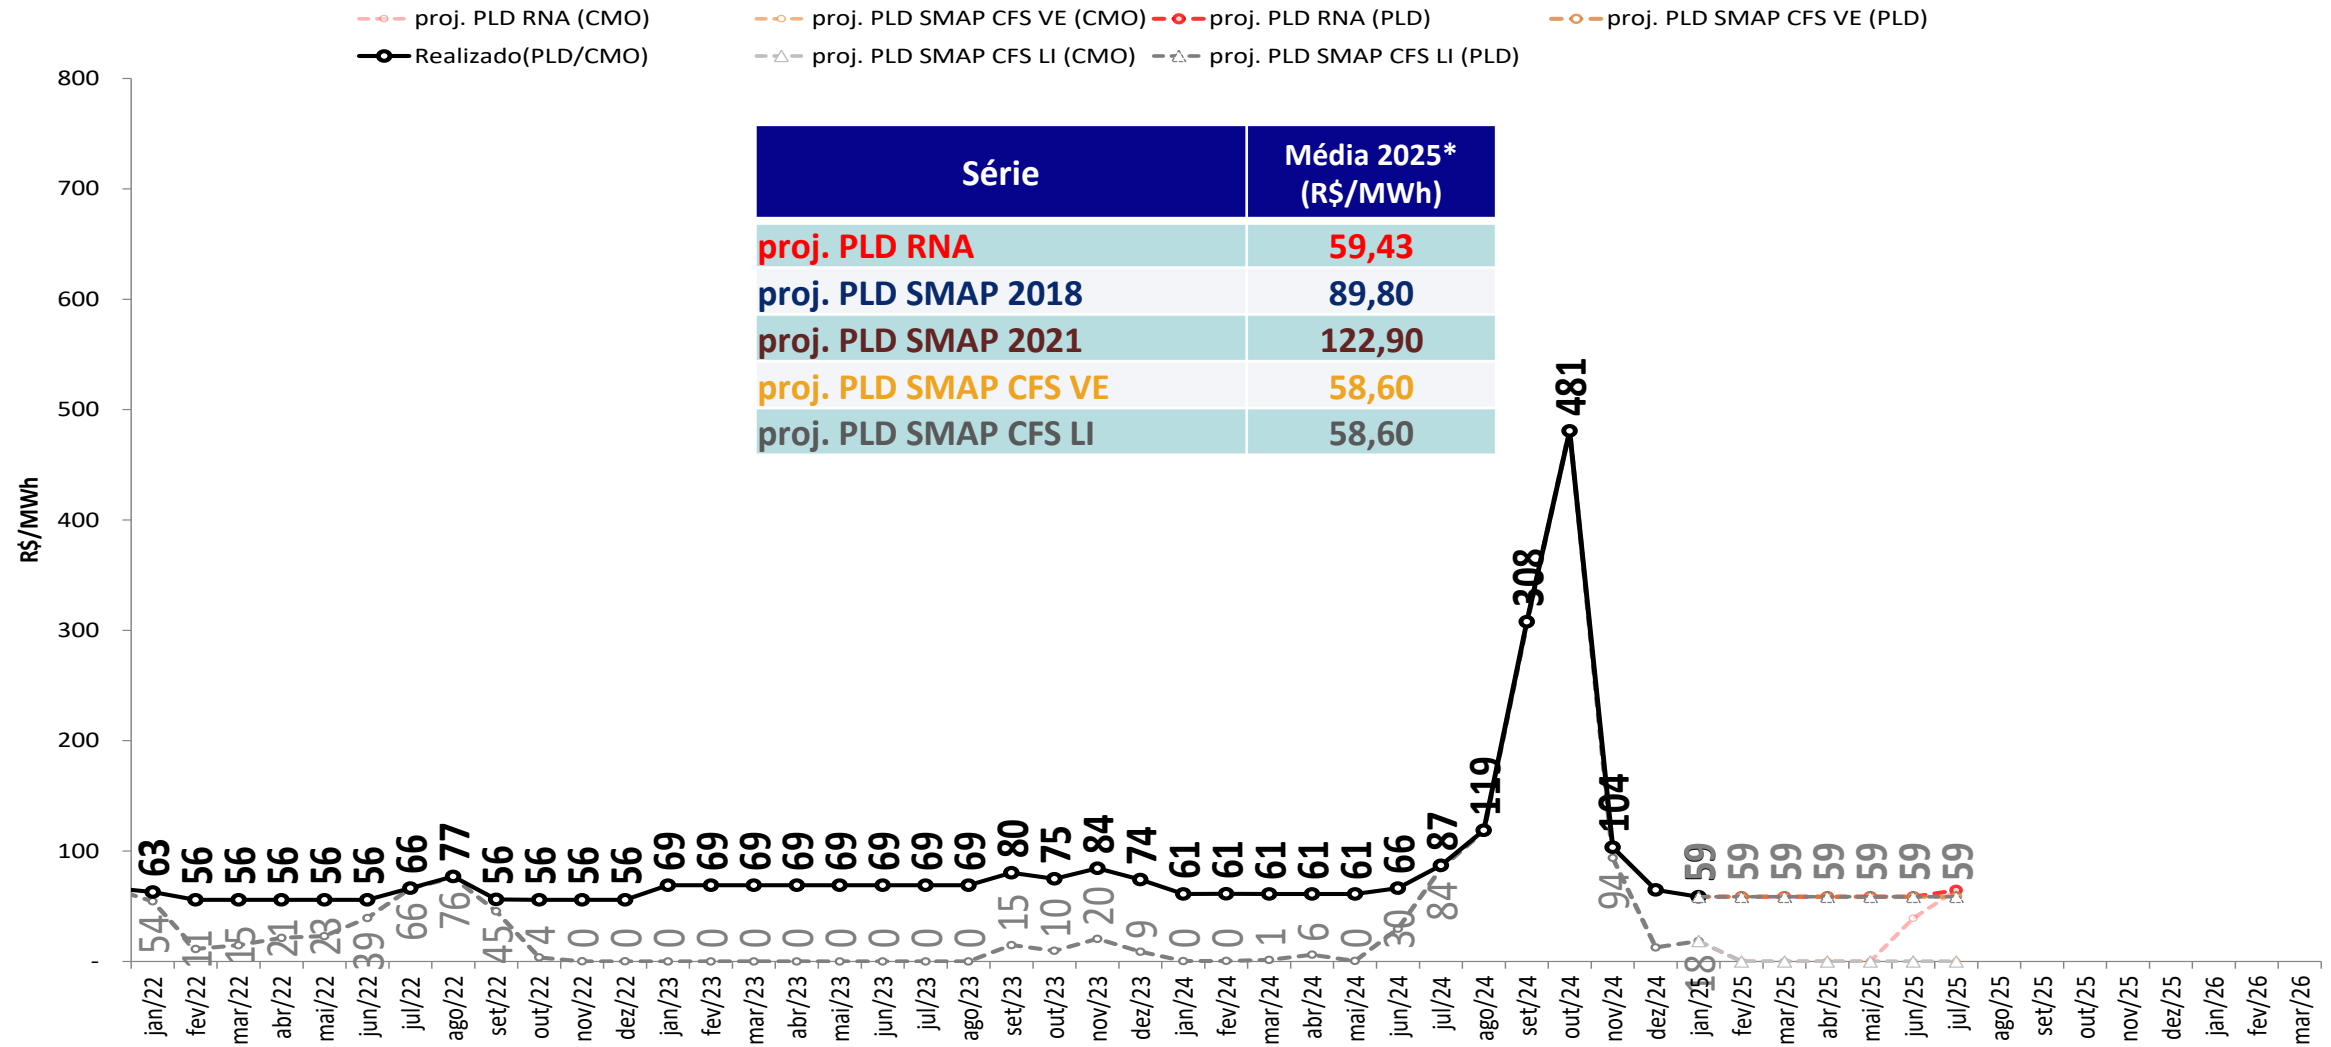 proj. PLD RNA (CMO) proj. PLD SMAP CFS VE (CMO) proj. PLD RNA (PLD) proj. PLD SMAP CFS VE (PLD)
Realizado(PLD/CMO) proj. PLD SMAP CFS LI (CMO) proj. PLD SMAP CFS LI (PLD)
R$/MWh
800
700
600
500
400
300
200
100
-
Série Média 2025* (R$/MWh)
proj. PLD RNA 59,43
proj. PLD SMAP 2018 89,80
proj. PLD SMAP 2021 122,90
proj. PLD SMAP CFS VE 58,60
proj. PLD SMAP CFS LI 58,60
63 56 56 56 56 56 66 77 56 56 56 56 69 69 69 69 69 69 69 69 80 75 84 74 61 61 61 61 61 66 87 119 308 481 104 59
59 59 59 59 59 59 59
54 11 15 21 23 39 66 76 45 4 0 0 0 0 0 0 0 0 0 0 15 10 20 9 0 0 1 6 0 30 84 94 18
jan/22 fev/22 mar/22 abr/22 mai/22 jun/22 jul/22 ago/22 set/22 out/22 nov/22 dez/22 jan/23 fev/23 mar/23 abr/23 mai/23 jun/23 jul/23 ago/23 set/23 out/23 nov/23 dez/23 jan/24 fev/24 mar/24 abr/24 mai/24 jun/24 jul/24 ago/24 set/24 out/24 nov/24 dez/24 jan/25 fev/25 mar/25 abr/25 mai/25 jun/25 jul/25 ago/25 set/25 out/25 nov/25 dez/25 jan/26 fev/26 mar/26